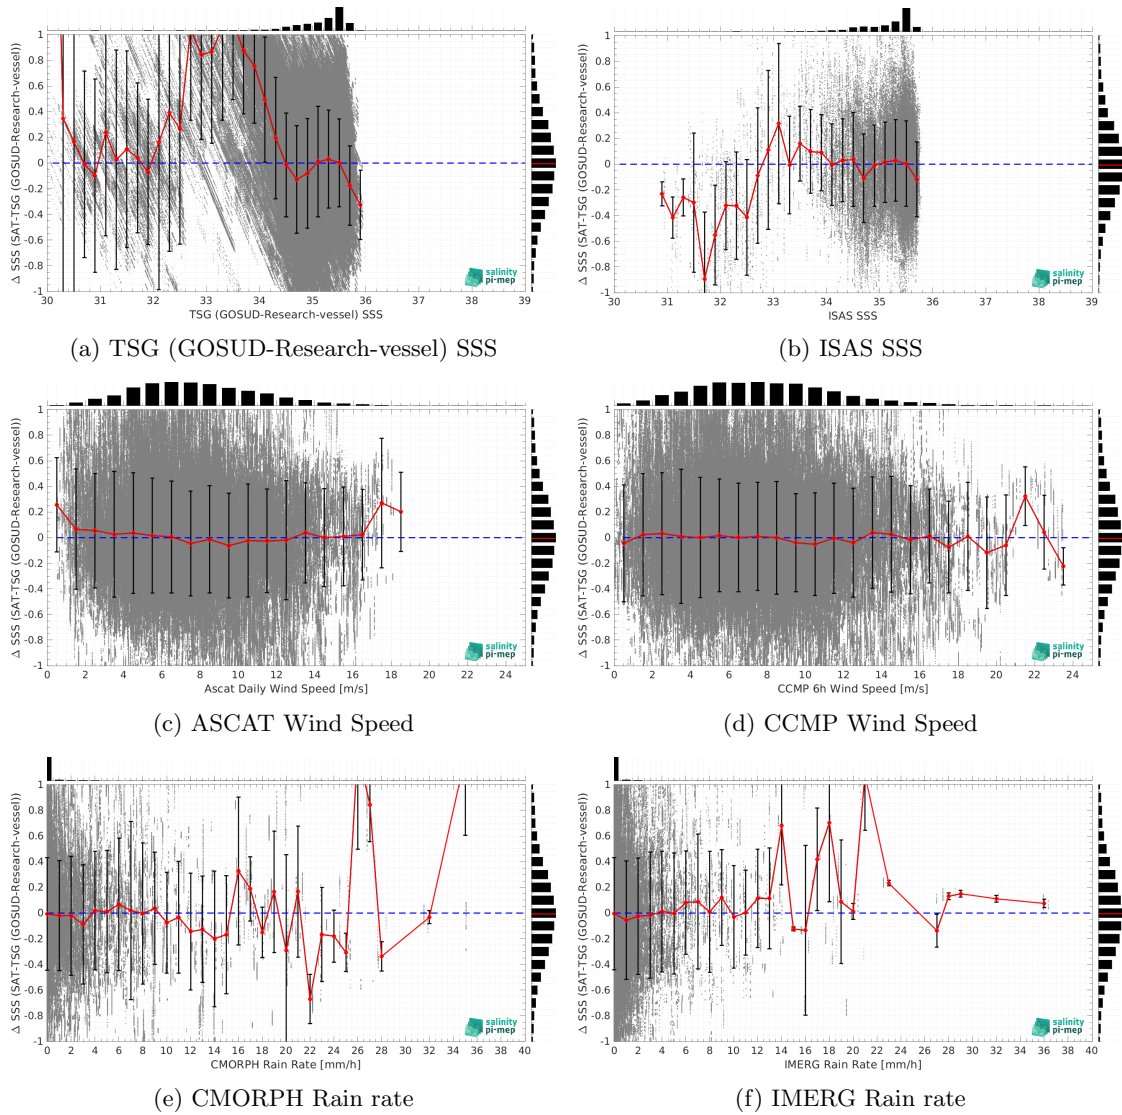 Δ SSS (SAT-TSG (GOSUD-Research-vessel))
1
0.8
0.6
0.4
0.2
0
-0.2
-0.4
-0.6
-0.8
-1
30 31 32 33 34 35 36 37 38 39
TSG (GOSUD-Research-vessel) SSS
salinity
pi-mep
(a) TSG (GOSUD-Research-vessel) SSS
Δ SSS (SAT-TSG (GOSUD-Research-vessel))
1
0.8
0.6
0.4
0.2
0
-0.2
-0.4
-0.6
-0.8
-1
30 31 32 33 34 35 36 37 38 39
ISAS SSS
salinity
pi-mep
(b) ISAS SSS
Δ SSS (SAT-TSG (GOSUD-Research-vessel))
1
0.8
0.6
0.4
0.2
0
-0.2
-0.4
-0.6
-0.8
-1
0 2 4 6 8 10 12 14 16 18 20 22 24
Ascat Daily Wind Speed [m/s]
salinity
pi-mep
(c) ASCAT Wind Speed
Δ SSS (SAT-TSG (GOSUD-Research-vessel))
1
0.8
0.6
0.4
0.2
0
-0.2
-0.4
-0.6
-0.8
-1
0 2 4 6 8 10 12 14 16 18 20 22 24
CCMP 6h Wind Speed [m/s]
salinity
pi-mep
(d) CCMP Wind Speed
Δ SSS (SAT-TSG (GOSUD-Research-vessel))
1
0.8
0.6
0.4
0.2
0
-0.2
-0.4
-0.6
-0.8
-1
0 2 4 6 8 10 12 14 16 18 20 22 24 26 28 30 32 34 36 38 40
CMORPH Rain Rate [mm/h]
salinity
pi-mep
(e) CMORPH Rain rate
Δ SSS (SAT-TSG (GOSUD-Research-vessel))
1
0.8
0.6
0.4
0.2
0
-0.2
-0.4
-0.6
-0.8
-1
0 2 4 6 8 10 12 14 16 18 20 22 24 26 28 30 32 34 36 38 40
IMERG Rain Rate [mm/h]
salinity
pi-mep
(f) IMERG Rain rate